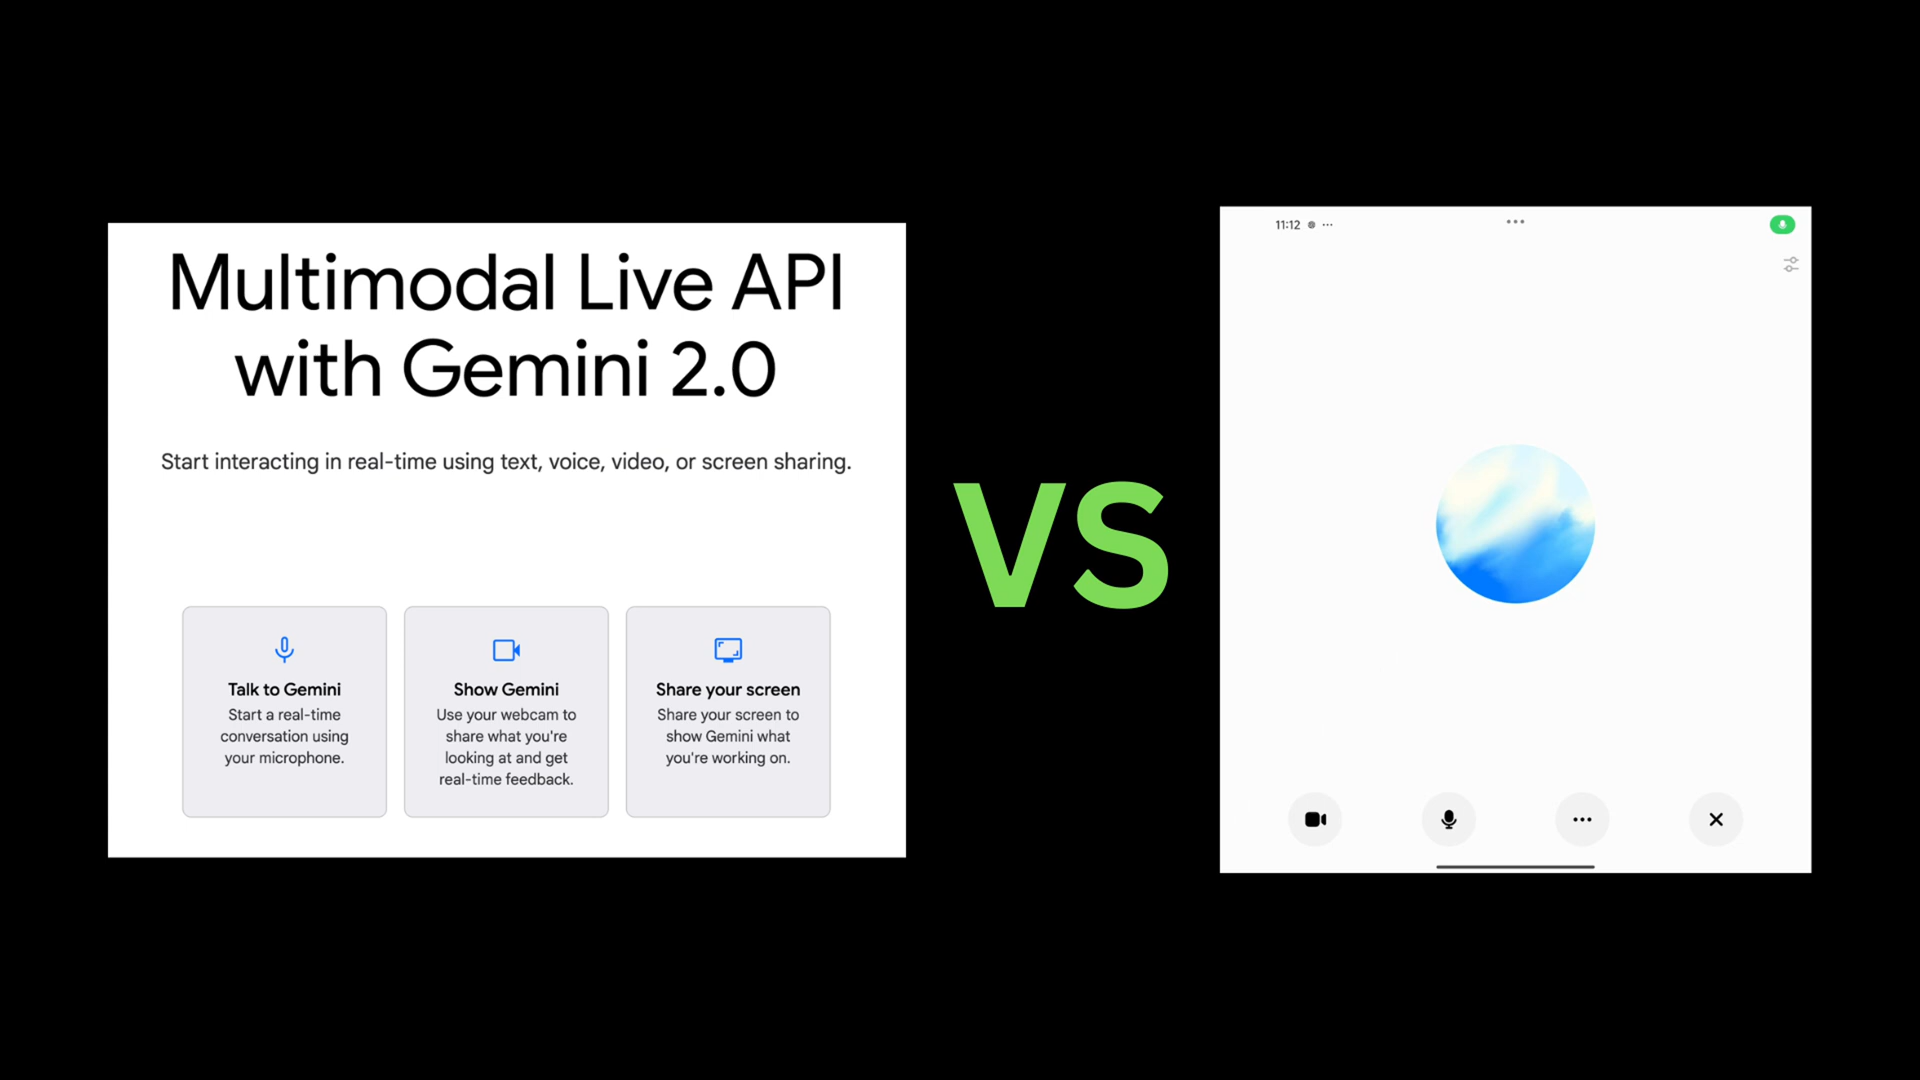 Multimodal Live API
with Gemini 2.0
Start interacting in real-time using text, voice, video, or screen sharing.
Talk to Gemini
Start a real-time
conversation using
your microphone.
Show Gemini
Use your webcam to
share what you're
looking at and get
real-time feedback.
Share your screen
Share your screen to
show Gemini what
you're working on.
VS
11:12